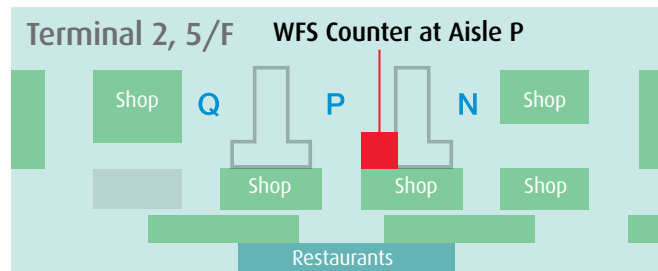 Terminal 2, 5/F
WFS Counter at Aisle P
Shop
Q
P
N
Shop
Shop
Shop
Shop
Restaurants